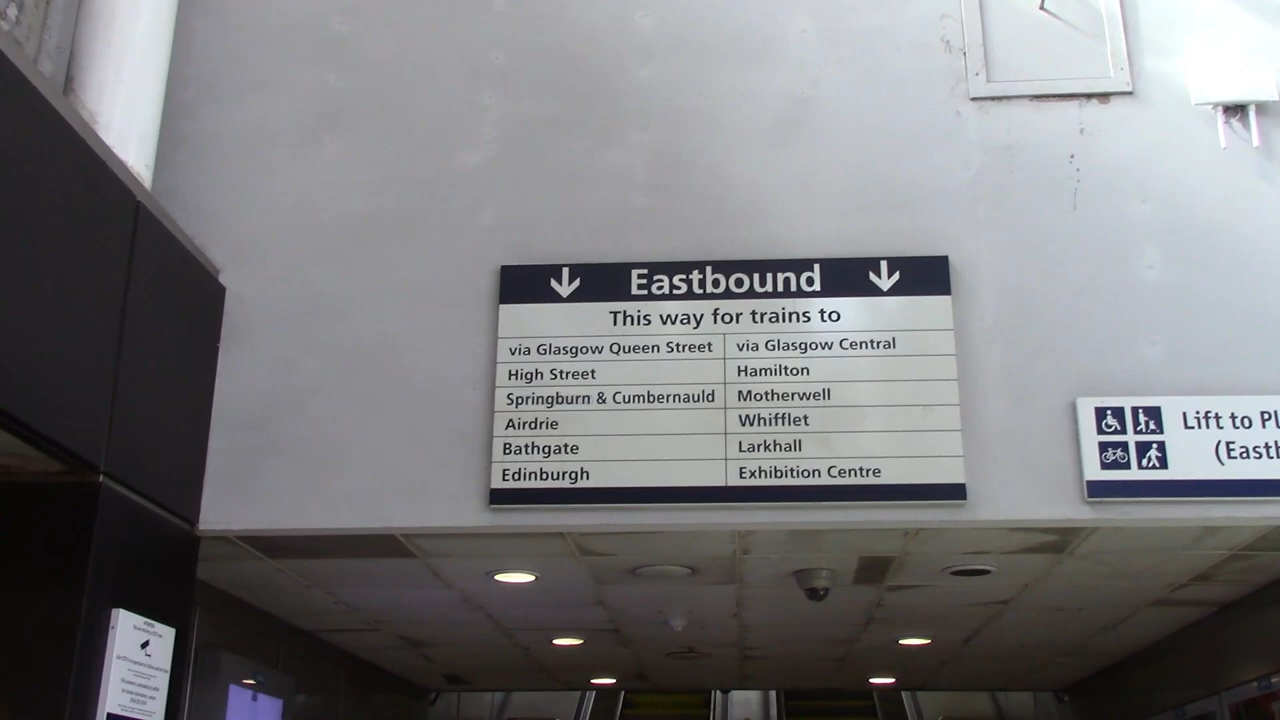 Eastbound
This way for trains to
via Glasgow Queen Street via Glasgow Central
High Street Hamilton
Springburn & Cumbernauld Motherwell
Airdrie Whifflet
Bathgate Larkhall
Edinburgh Exhibition Centre
Lift to Pl
(Eastb